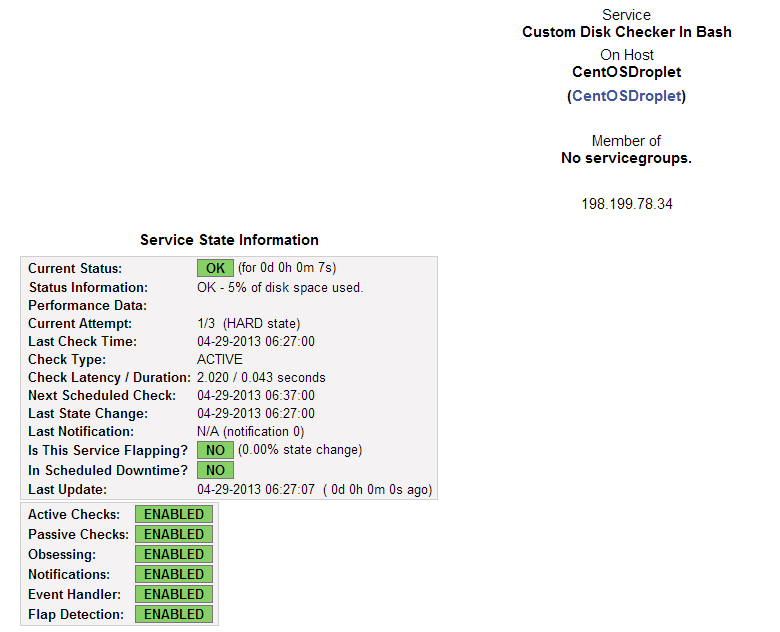 Service
Custom Disk Checker In Bash
On Host
CentOSDroplet
(CentOSDroplet)
Member of
No servicegroups.
198.199.78.34
Service State Information
Current Status: OK (for 0d 0h 0m 7s)
Status Information: OK - 5% of disk space used.
Performance Data:
Current Attempt: 1/3 (HARD state)
Last Check Time: 04-29-2013 06:27:00
Check Type: ACTIVE
Check Latency / Duration: 2.020 / 0.043 seconds
Next Scheduled Check: 04-29-2013 06:37:00
Last State Change: 04-29-2013 06:27:00
Last Notification: N/A (notification 0)
Is This Service Flapping? NO (0.00% state change)
In Scheduled Downtime? NO
Last Update: 04-29-2013 06:27:07 ( 0d 0h 0m 0s ago)
Active Checks: ENABLED
Passive Checks: ENABLED
Obsessing: ENABLED
Notifications: ENABLED
Event Handler: ENABLED
Flap Detection: ENABLED